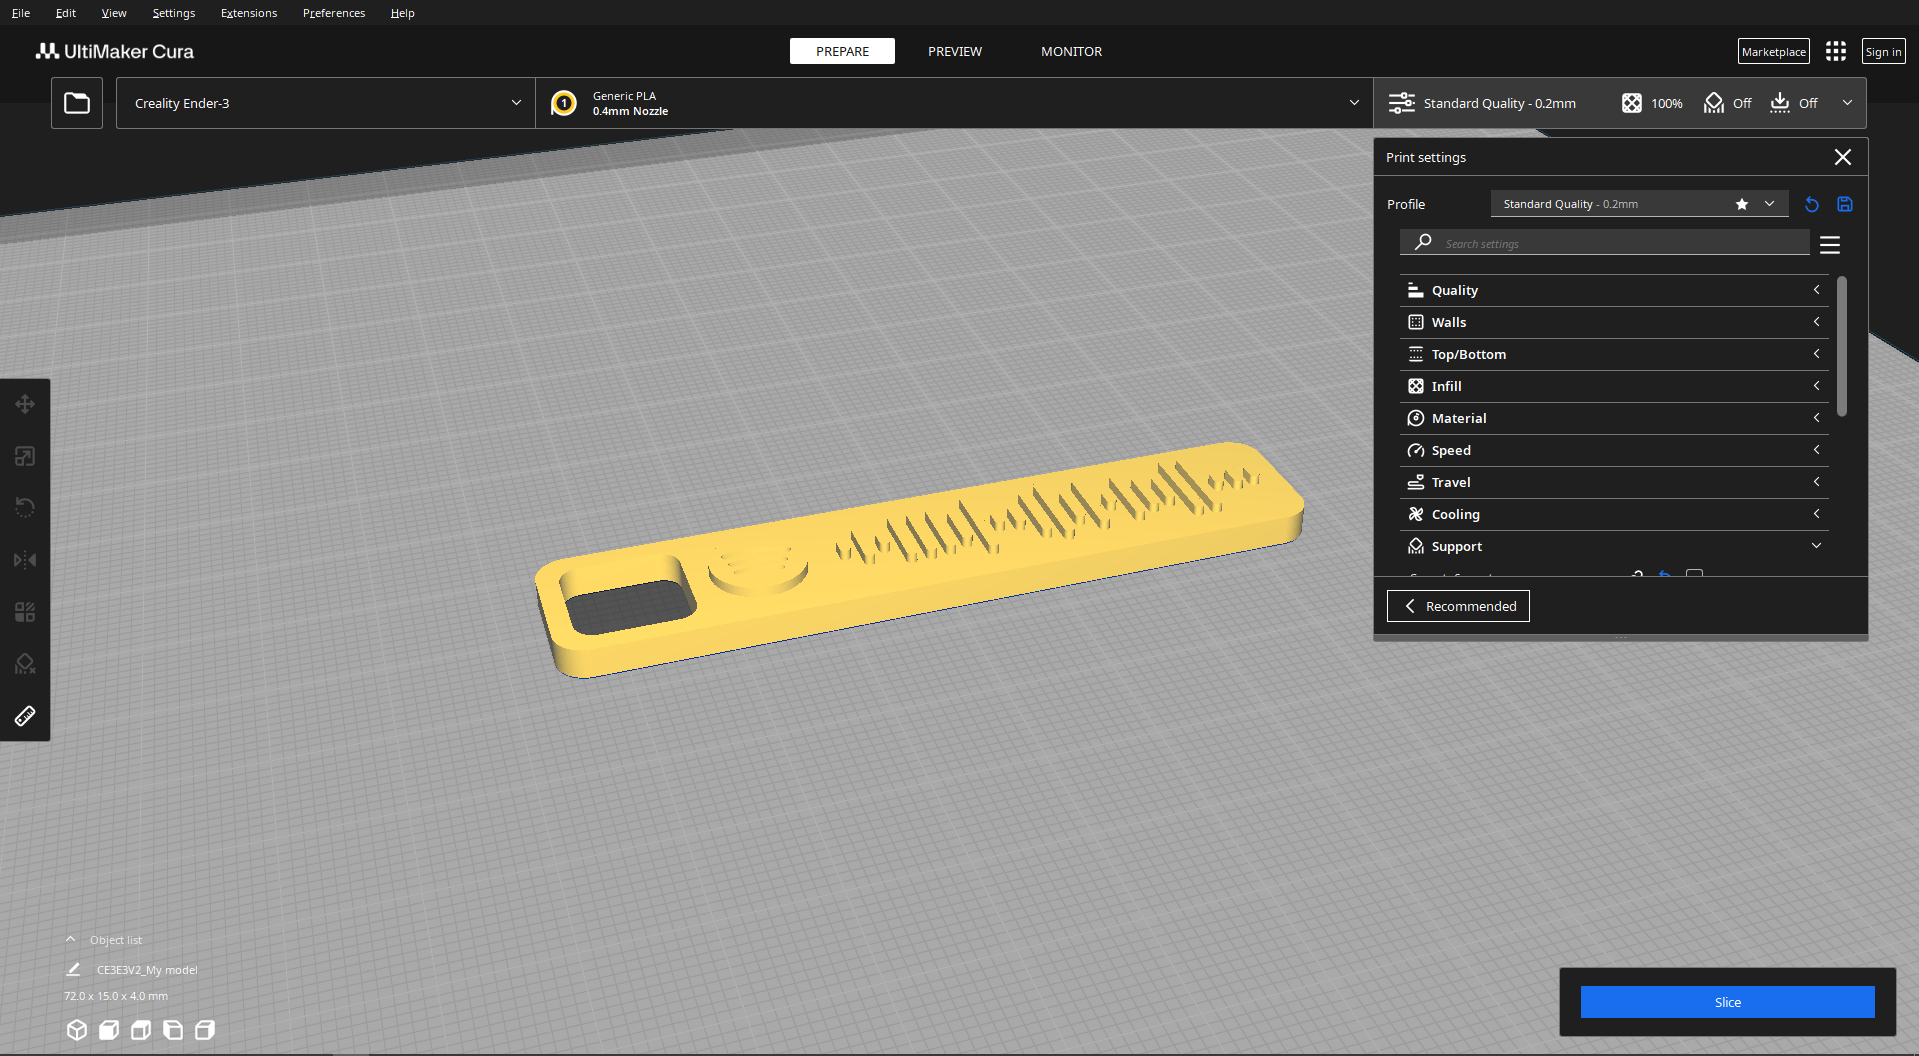 File Edit View Settings Extensions Preferences Help
UltiMaker Cura
PREPARE PREVIEW MONITOR
Marketplace Sign in
Creality Ender-3
1
Generic PLA
0.4mm Nozzle
Standard Quality - 0.2mm 100% Off Off
Print settings
Profile Standard Quality - 0.2mm
Search settings
Quality
Walls
Top/Bottom
Infill
Material
Speed
Travel
Cooling
Support
Recommended
Object list
CE3E3V2_My model
72.0 x 15.0 x 4.0 mm
Slice